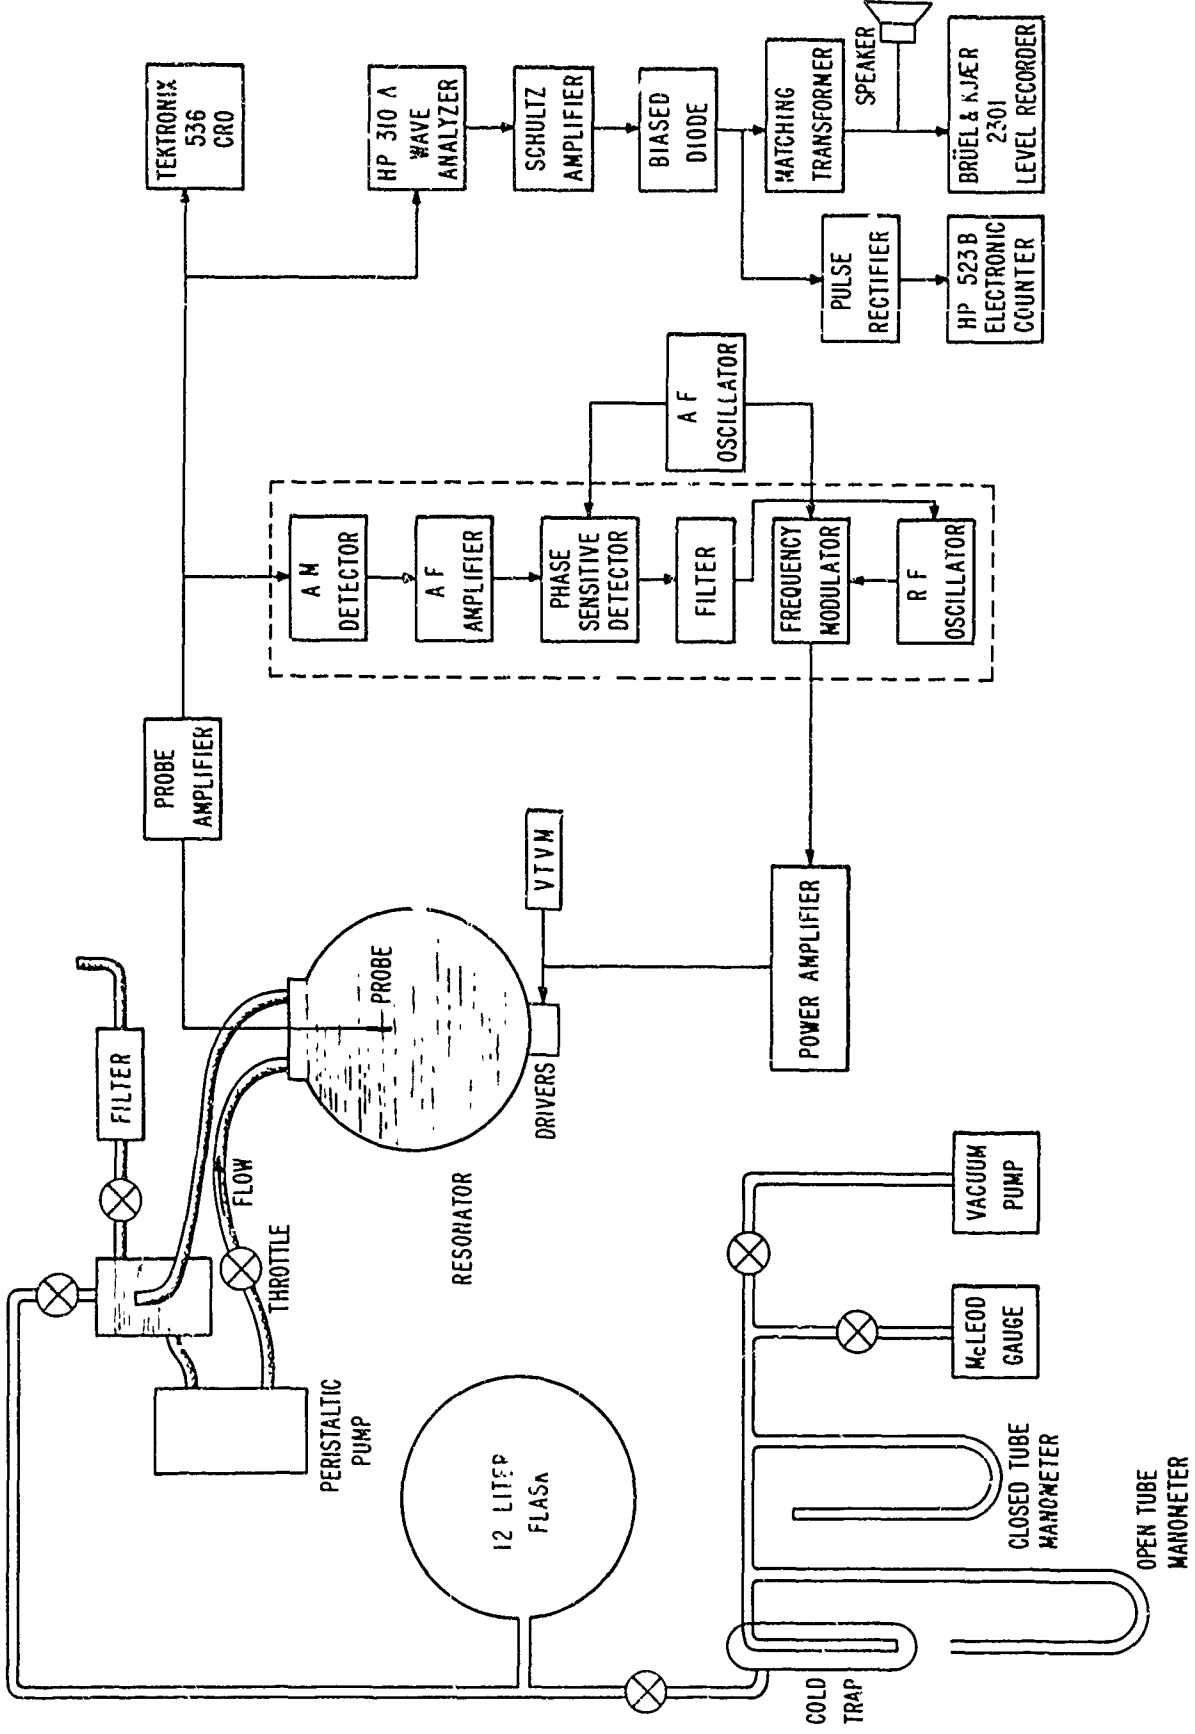 TEKTRONIX
536
CRO
HP 310 A
WAVE
ANALYZER
SCHULTZ
AMPLIFIER
BIASED
DIODE
MATCHING
TRANSFORMER
SPEAKER
BRÜEL & KJÆR
2301
LEVEL RECORDER
PULSE
RECTIFIER
HP 523 B
ELECTRONIC
COUNTER
A F
OSCILLATOR
A M
DETECTOR
A F
AMPLIFIER
PHASE
SENSITIVE
DETECTOR
FILTER
FREQUENCY
MODULATOR
R F
OSCILLATOR
PROBE
AMPLIFIER
VTVM
POWER AMPLIFIER
PROBE
DRIVERS
RESONATOR
FILTER
FLOW
THROTTLE
PERISTALTIC
PUMP
12 LITER
FLASK
VACUUM
PUMP
McLEOD
GAUGE
CLOSED TUBE
MANOMETER
OPEN TUBE
MANOMETER
COLD
TRAP